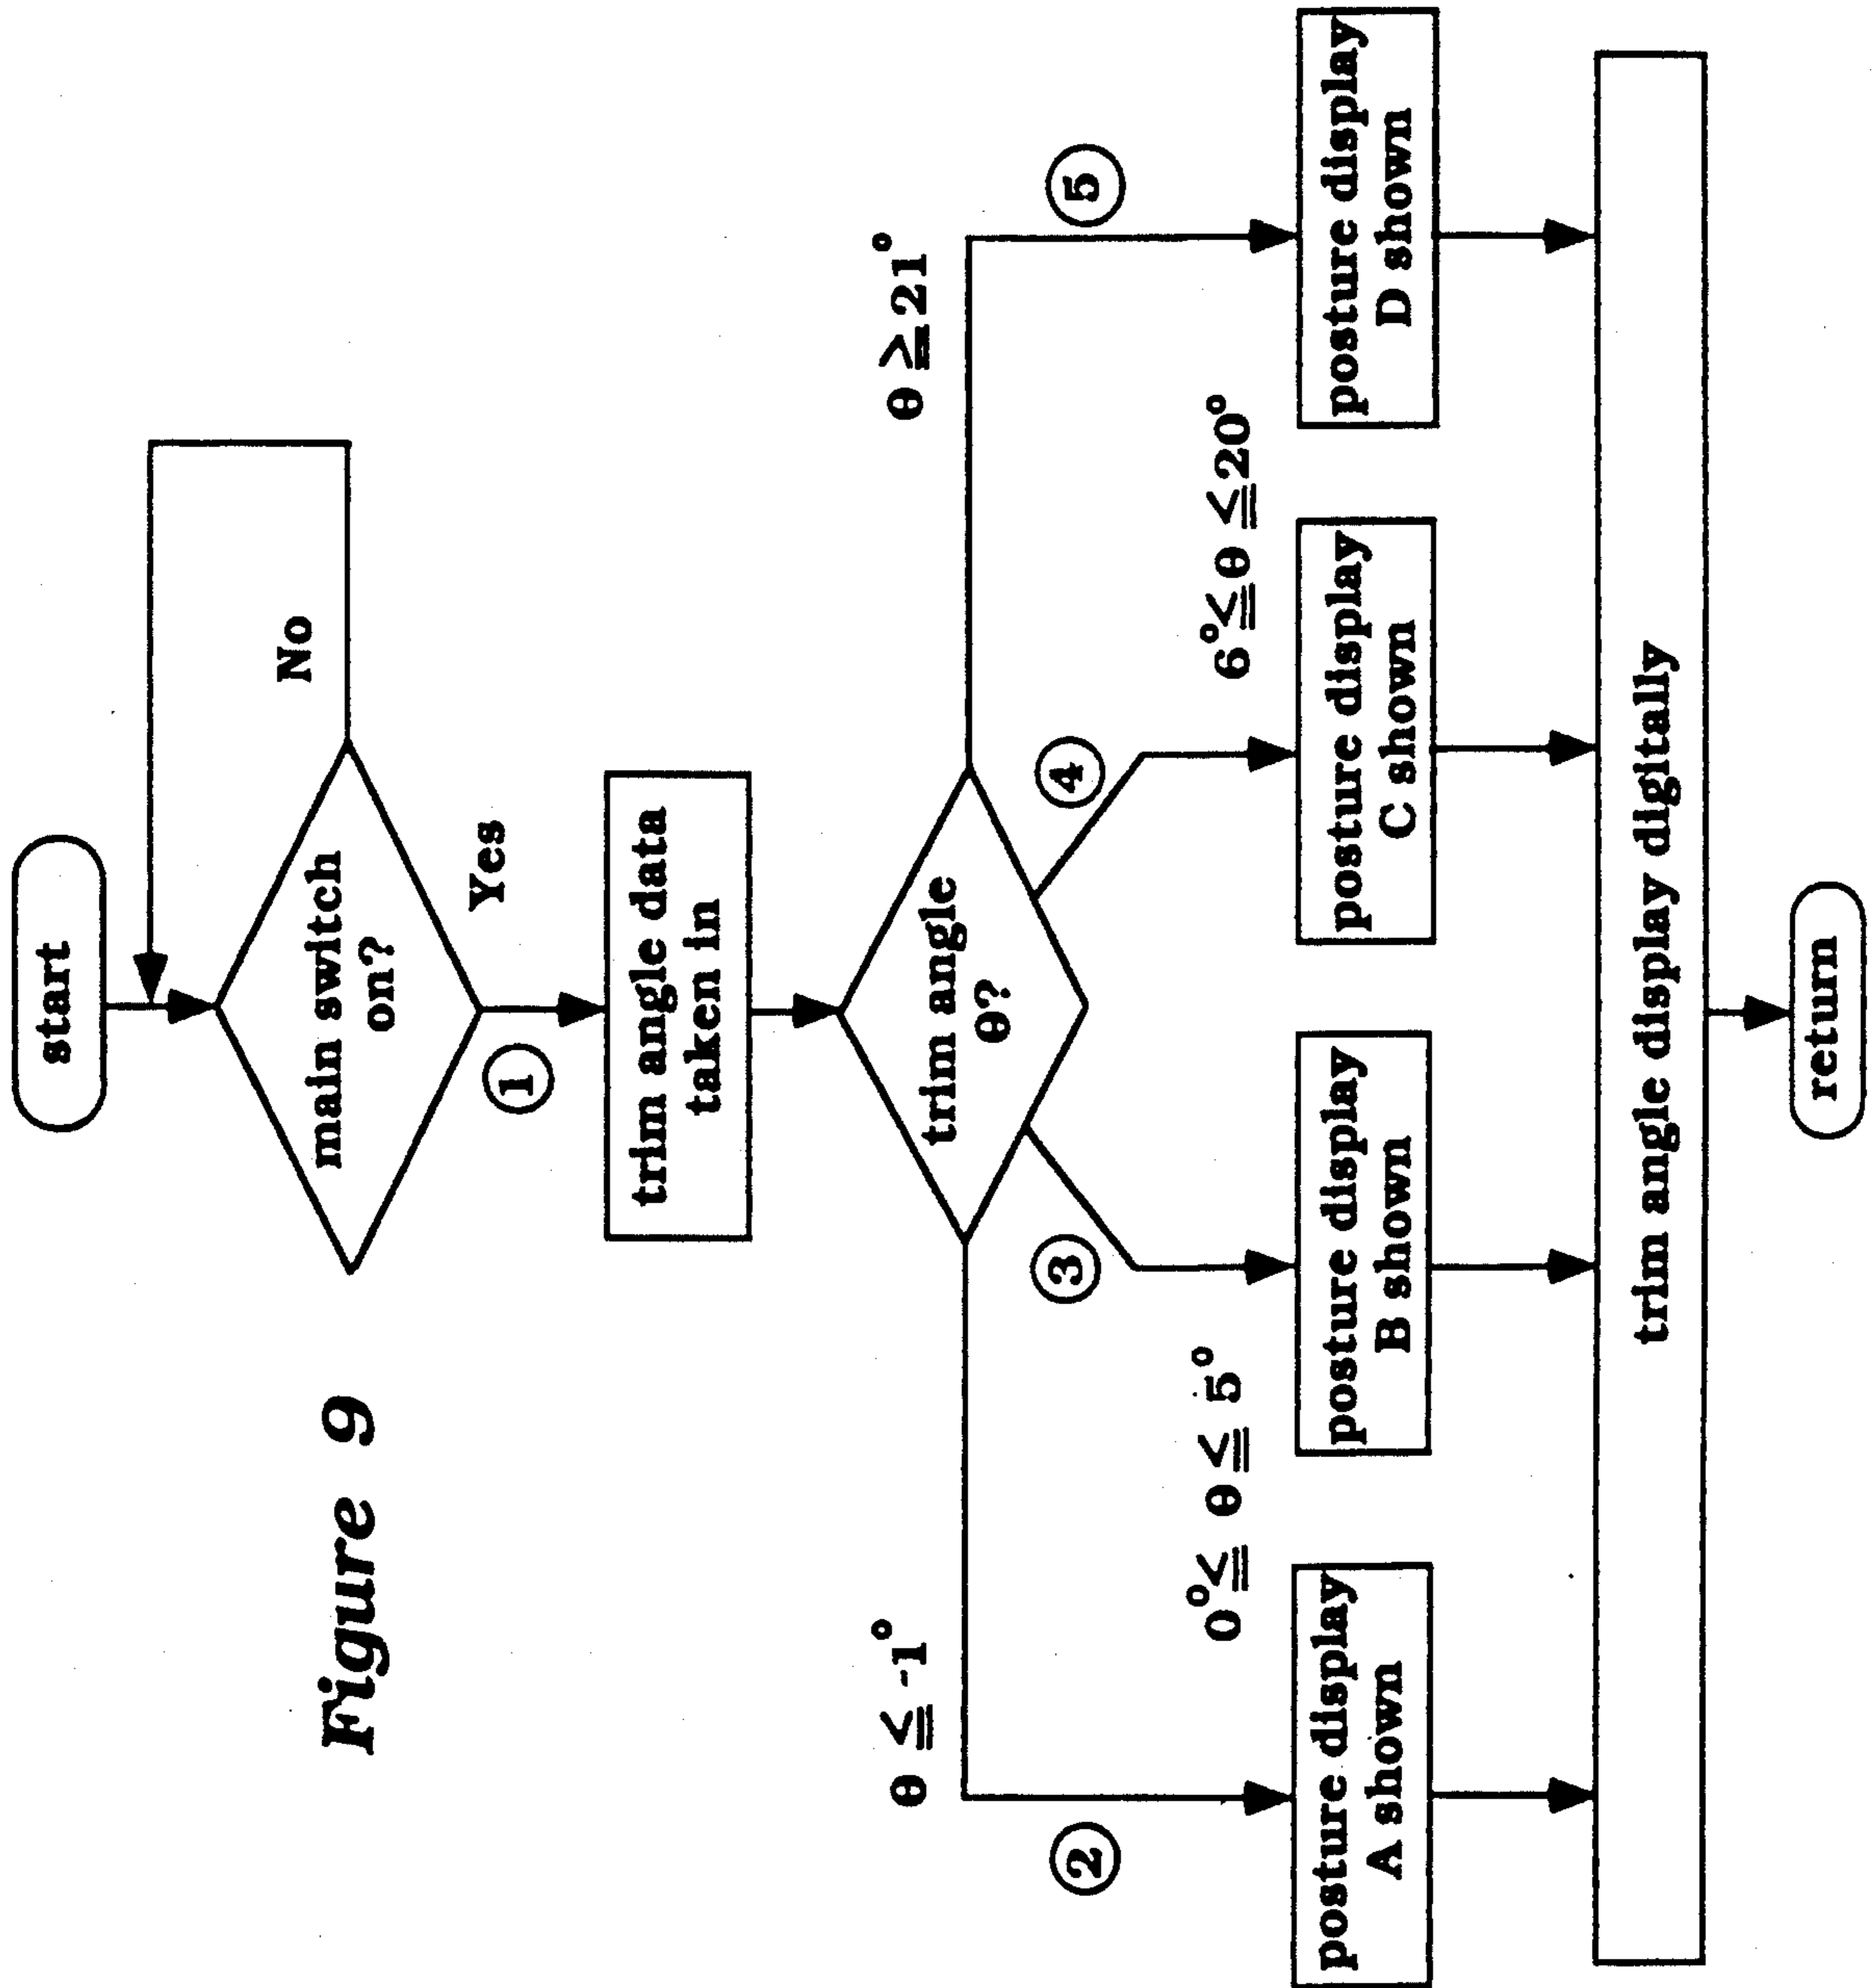 Figure 9
start
main switch
on?
No
Yes
1
trim angle data
taken in
trim angle
θ?
θ ≦ -1°
θ ≧ 21°
2
3
4
5
0° ≦ θ ≦ 5°
6° ≦ θ ≦ 20°
posture display
A shown
posture display
B shown
posture display
C shown
posture display
D shown
trim angle display digitally
return